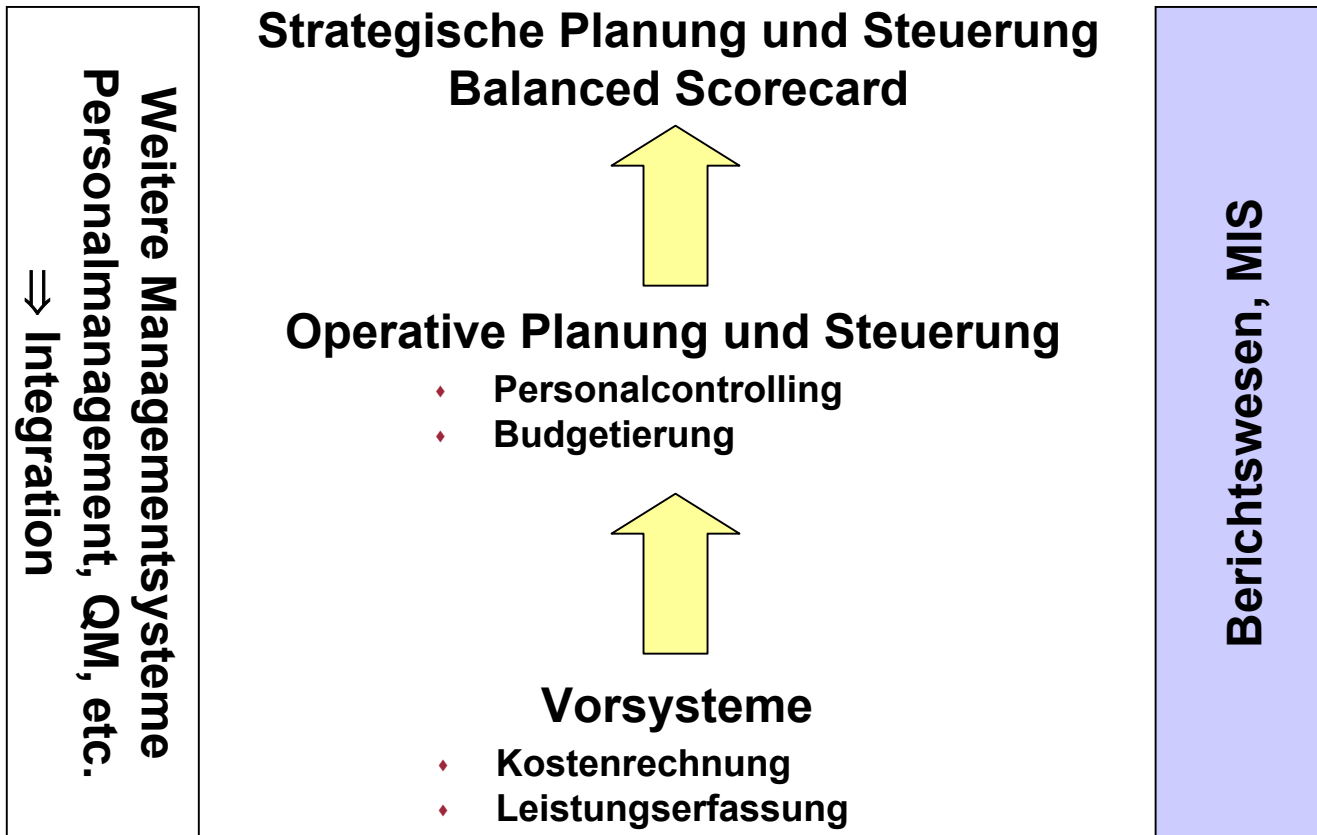 Weitere Managementsysteme
Personalmanagement, QM, etc.
⇒ Integration
Strategische Planung und Steuerung
Balanced Scorecard
Operative Planung und Steuerung
♦ Personalcontrolling
♦ Budgetierung
Vorsysteme
♦ Kostenrechnung
♦ Leistungserfassung
Berichtswesen, MIS